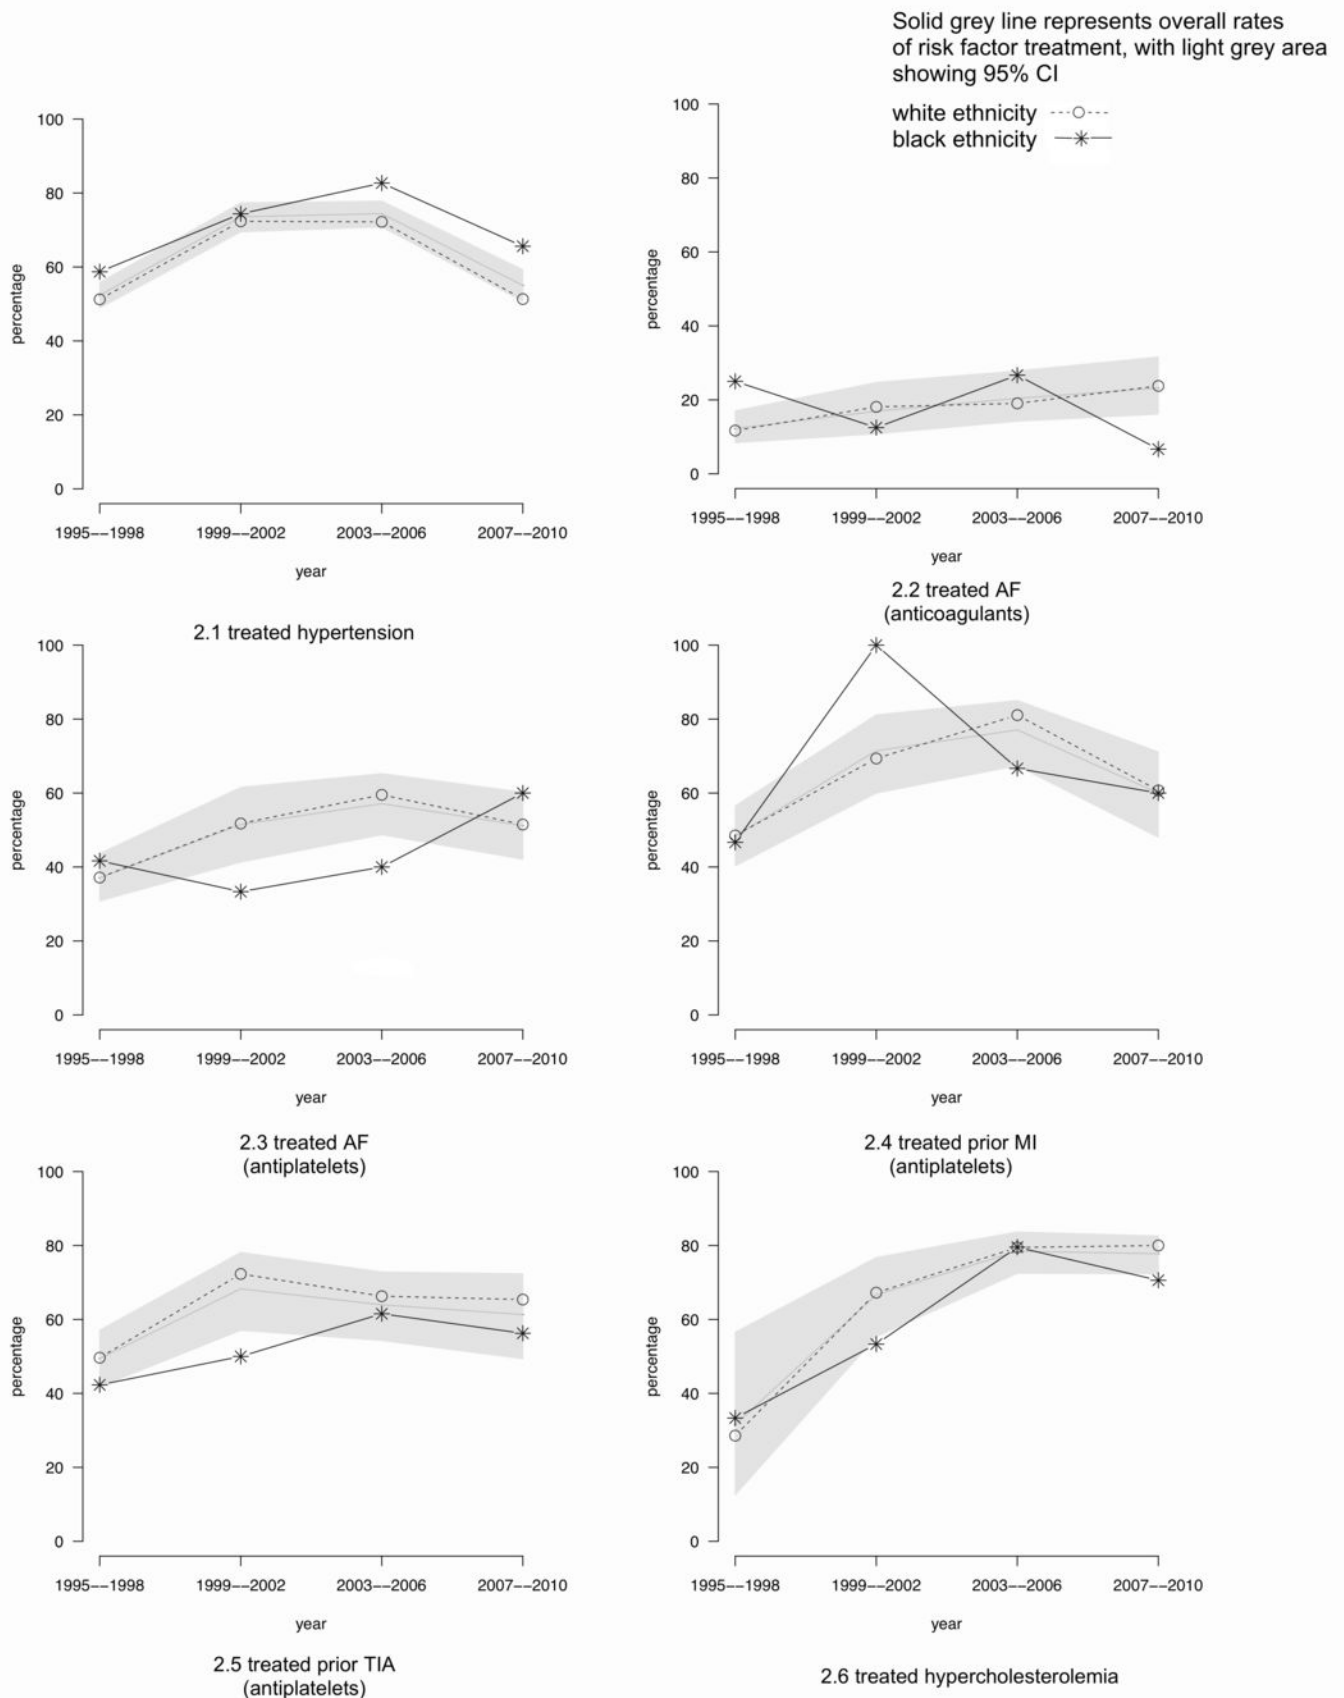 Solid grey line represents overall rates
of risk factor treatment, with light grey area
showing 95% CI
white ethnicity
black ethnicity
100
80
60
40
20
0
percentage
1995--1998 1999--2002 2003--2006 2007--2010
year
2.1 treated hypertension
100
80
60
40
20
0
percentage
1995--1998 1999--2002 2003--2006 2007--2010
year
2.2 treated AF
(anticoagulants)
100
80
60
40
20
0
percentage
1995--1998 1999--2002 2003--2006 2007--2010
year
2.3 treated AF
(antiplatelets)
100
80
60
40
20
0
percentage
1995--1998 1999--2002 2003--2006 2007--2010
year
2.4 treated prior MI
(antiplatelets)
100
80
60
40
20
0
percentage
1995--1998 1999--2002 2003--2006 2007--2010
year
2.5 treated prior TIA
(antiplatelets)
100
80
60
40
20
0
percentage
1995--1998 1999--2002 2003--2006 2007--2010
year
2.6 treated hypercholesterolemia